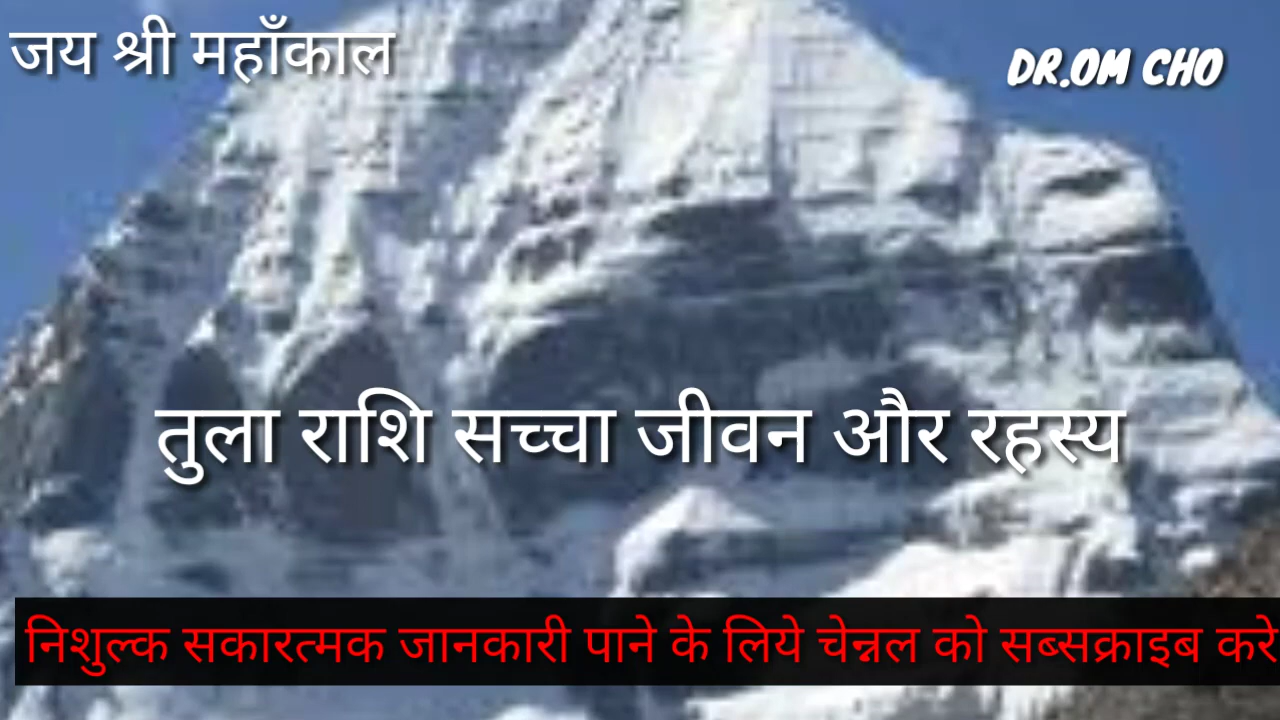 जय श्री महाँकाल
DR.OM CHO
तुला राशि सच्चा जीवन और रहस्य
निशुल्क सकारत्मक जानकारी पाने के लिये चेन्नल को सब्सक्राइब करे